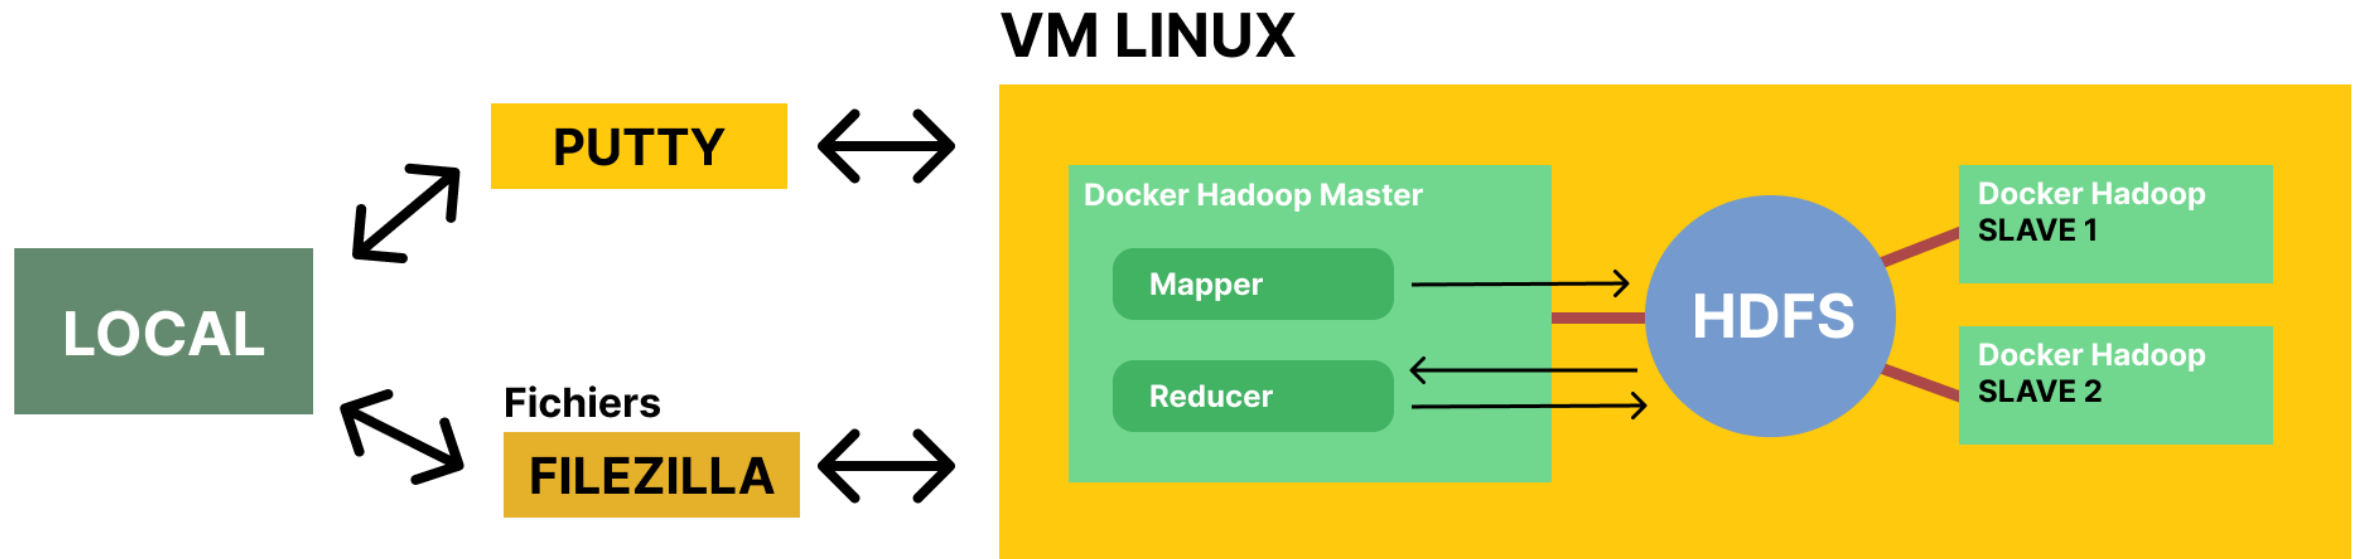 VM LINUX
PUTTY
LOCAL
Fichiers
FILEZILLA
Docker Hadoop Master
Mapper
Reducer
HDFS
Docker Hadoop
SLAVE 1
Docker Hadoop
SLAVE 2